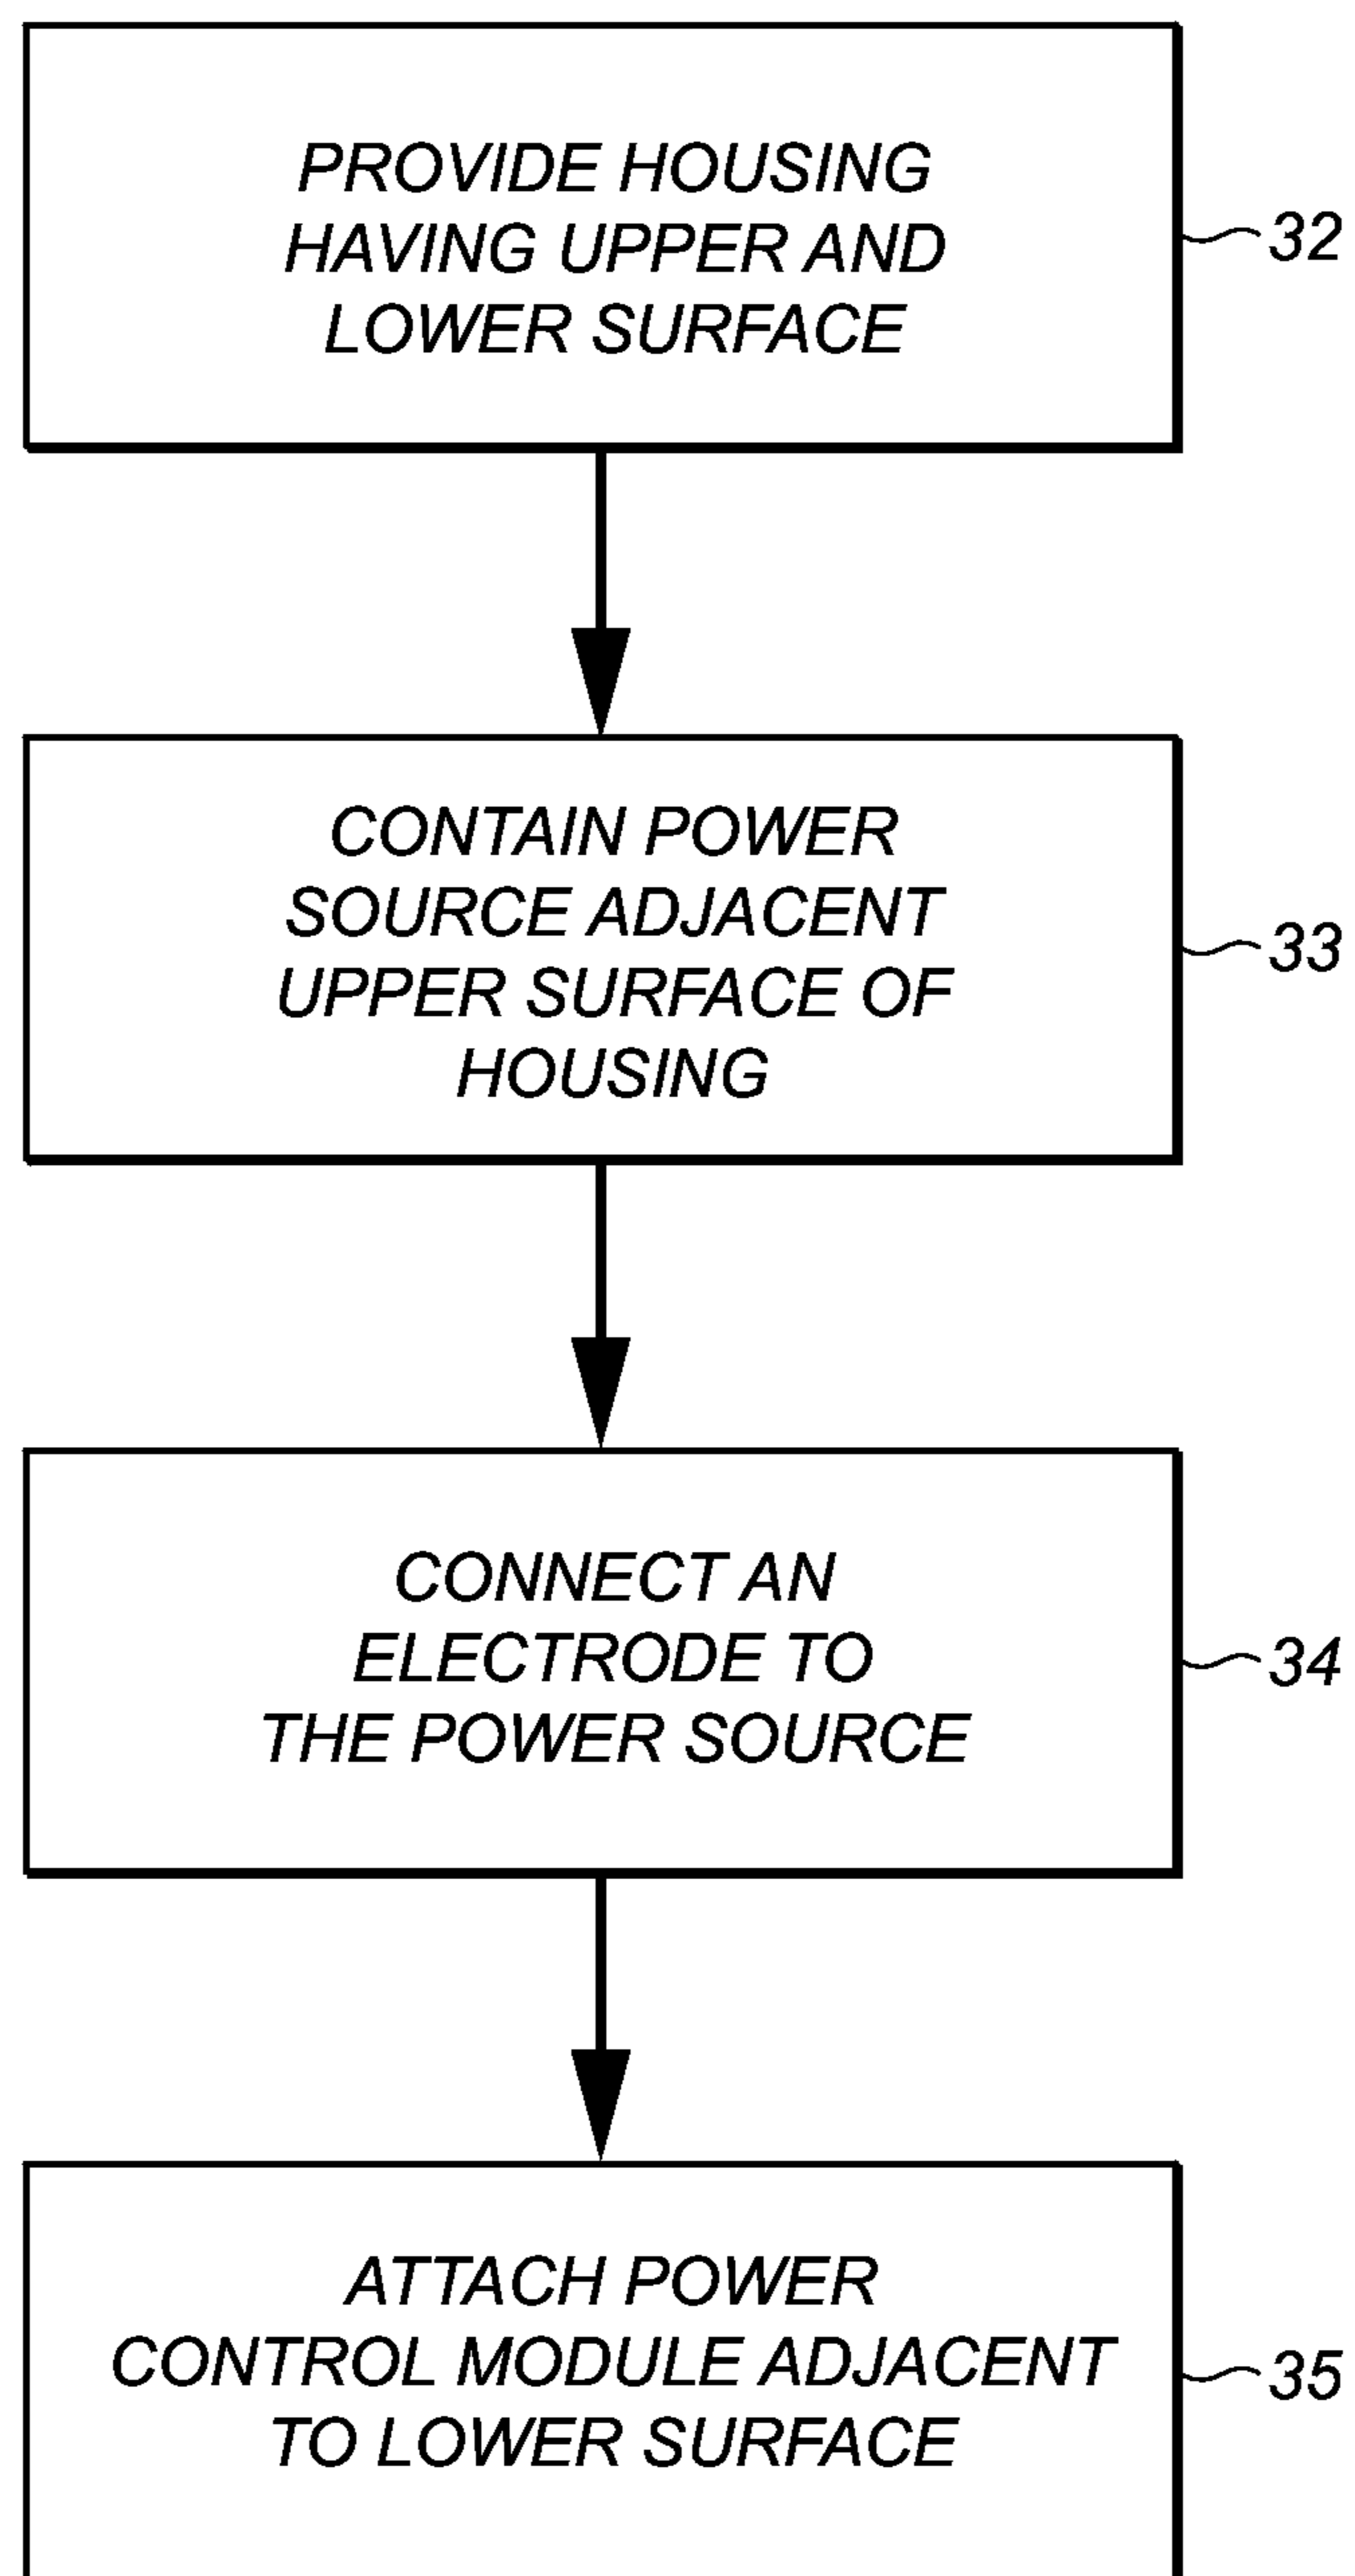 PROVIDE HOUSING
HAVING UPPER AND
LOWER SURFACE
32
CONTAIN POWER
SOURCE ADJACENT
UPPER SURFACE OF
HOUSING
33
CONNECT AN
ELECTRODE TO
THE POWER SOURCE
34
ATTACH POWER
CONTROL MODULE ADJACENT
TO LOWER SURFACE
35